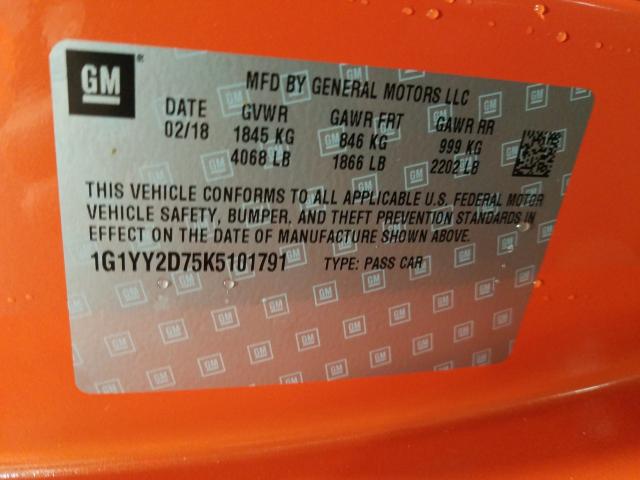 GM ®
MFD BY GENERAL MOTORS LLC
DATE GVWR GAWR FRT GAWR RR
02/18 1845 KG 846 KG 999 KG
4068 LB 1866 LB 2202 LB
THIS VEHICLE CONFORMS TO ALL APPLICABLE U.S. FEDERAL MOTOR
VEHICLE SAFETY, BUMPER, AND THEFT PREVENTION STANDARDS IN
EFFECT ON THE DATE OF MANUFACTURE SHOWN ABOVE.
1G1YY2D75K5101791 TYPE: PASS CAR